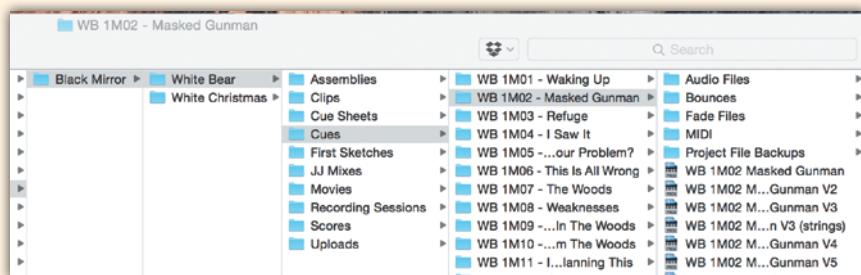 WB 1M02 - Masked Gunman
Search
Black Mirror
White Bear
White Christmas
Assemblies
Clips
Cue Sheets
Cues
First Sketches
JJ Mixes
Movies
Recording Sessions
Scores
Uploads
WB 1M01 - Waking Up
WB 1M02 - Masked Gunman
WB 1M03 - Refuge
WB 1M04 - I Saw It
WB 1M05 -...our Problem?
WB 1M06 - This Is All Wrong
WB 1M07 - The Woods
WB 1M08 - Weaknesses
WB 1M09 -...In The Woods
WB 1M10 -...m The Woods
WB 1M11 - I...lanning This
Audio Files
Bounces
Fade Files
MIDI
Project File Backups
WB 1M02 Masked Gunman
WB 1M02 M...Gunman V2
WB 1M02 M...Gunman V3
WB 1M02 M...n V3 (strings)
WB 1M02 M...Gunman V4
WB 1M02 M...Gunman V5